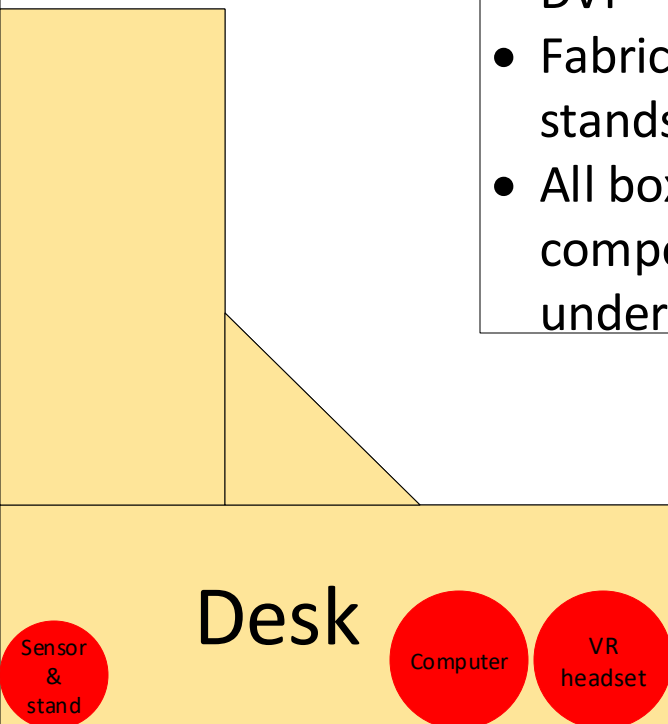 • Fabric
stands
• All box
compo
under
Desk
Sensor
&
stand
Computer
VR
headset